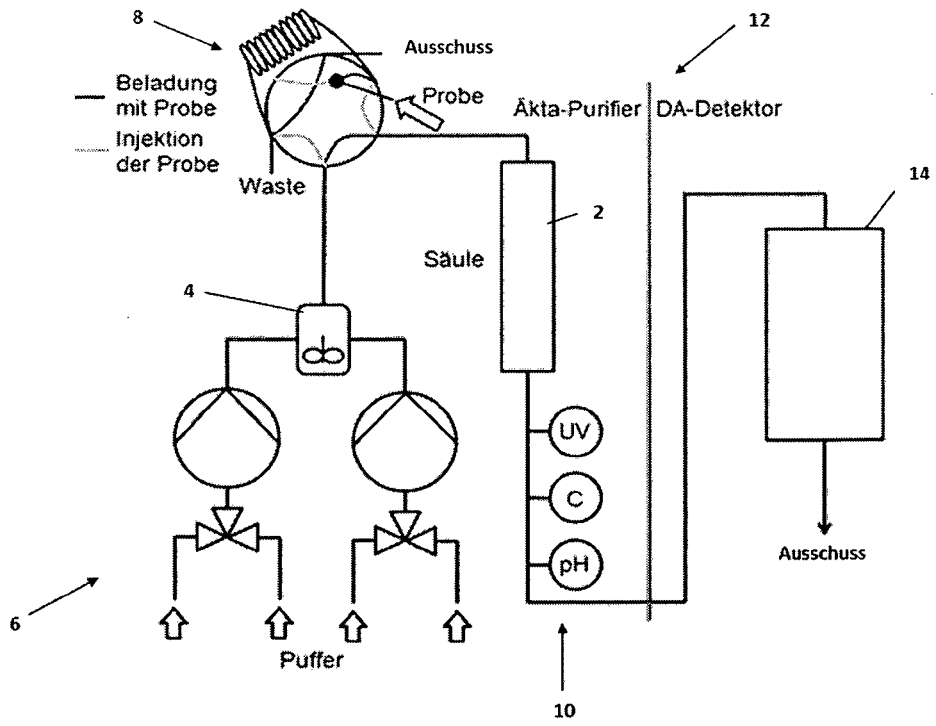 8
12
Ausschuss
Beladung
mit Probe
Probe
Äkta-Purifier
DA-Detektor
Injektion
der Probe
14
Waste
2
Säule
4
UV
C
pH
Ausschuss
6
Puffer
10